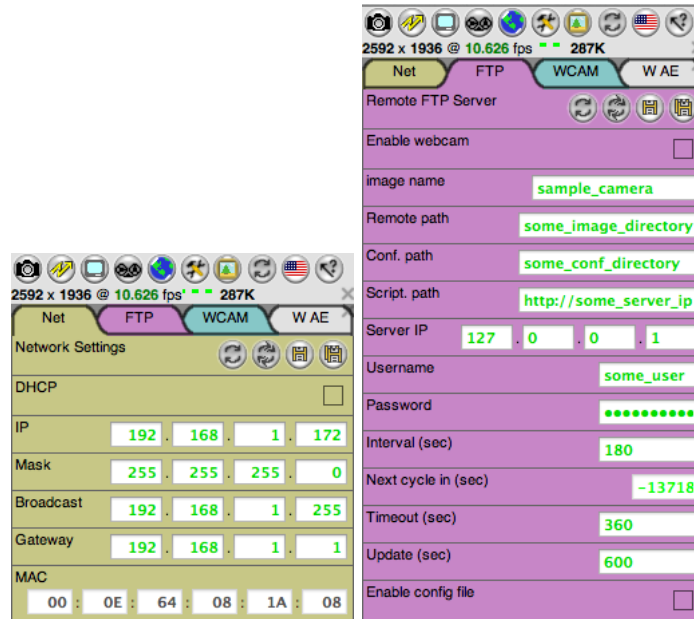 2592 x 1936 @ 10.626 fps 287K
Net FTP WCAM W AE
Network Settings
DHCP
IP 192 . 168 . 1 . 172
Mask 255 . 255 . 255 . 0
Broadcast 192 . 168 . 1 . 255
Gateway 192 . 168 . 1 . 1
MAC
00 : 0E : 64 : 08 : 1A : 08
2592 x 1936 @ 10.626 fps 287K
Net FTP WCAM W AE
Remote FTP Server
Enable webcam
image name sample_camera
Remote path some_image_directory
Conf. path some_conf_directory
Script. path http://some_server_ip
Server IP 127 . 0 . 0 . 1
Username some_user
Password ••••••••••
Interval (sec) 180
Next cycle in (sec) -13718
Timeout (sec) 360
Update (sec) 600
Enable config file